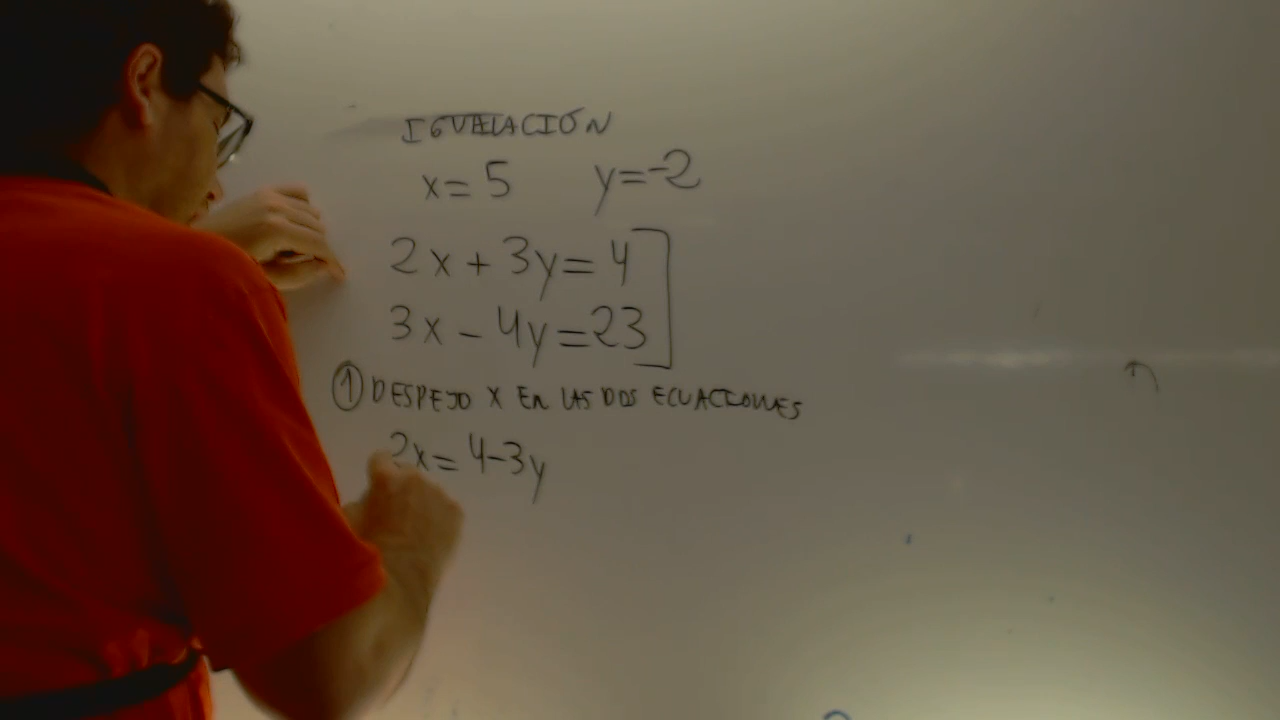 IGUALACIÓN
x = 5 y = -2
2x + 3y = 4
3x - 4y = 23
① DESPEJO X EN LAS DOS ECUACIONES
2x = 4 - 3y